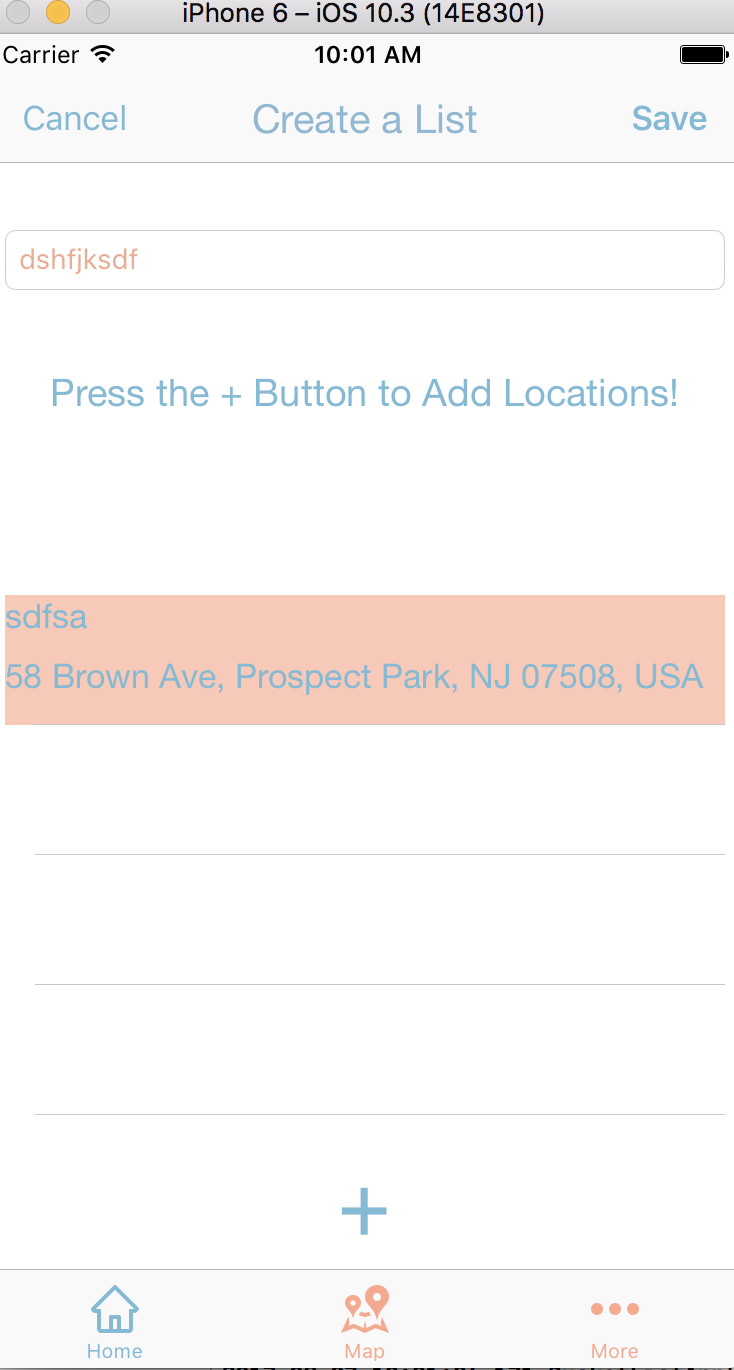 iPhone 6 – iOS 10.3 (14E8301)
Carrier 10:01 AM
Cancel Create a List Save
dshfjksdf
Press the + Button to Add Locations!
sdfsa
58 Brown Ave, Prospect Park, NJ 07508, USA
+
Home Map More